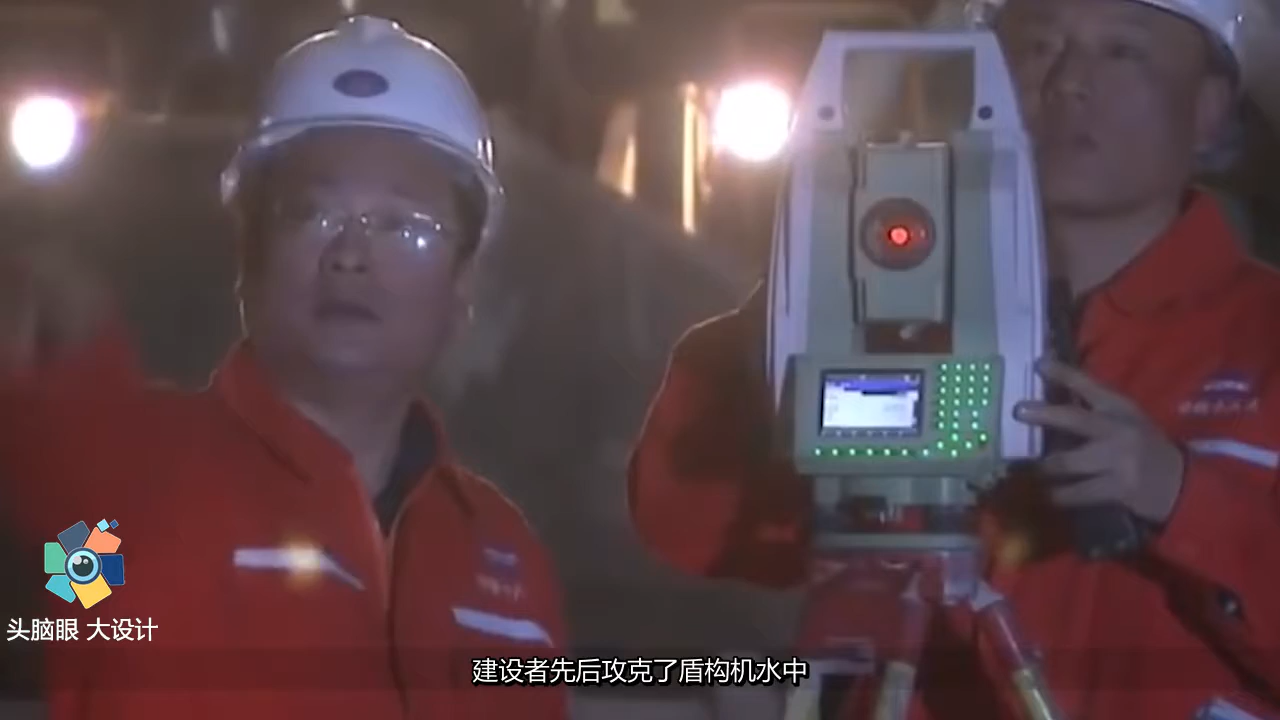 头脑眼 大设计
建设者先后攻克了盾构机水中